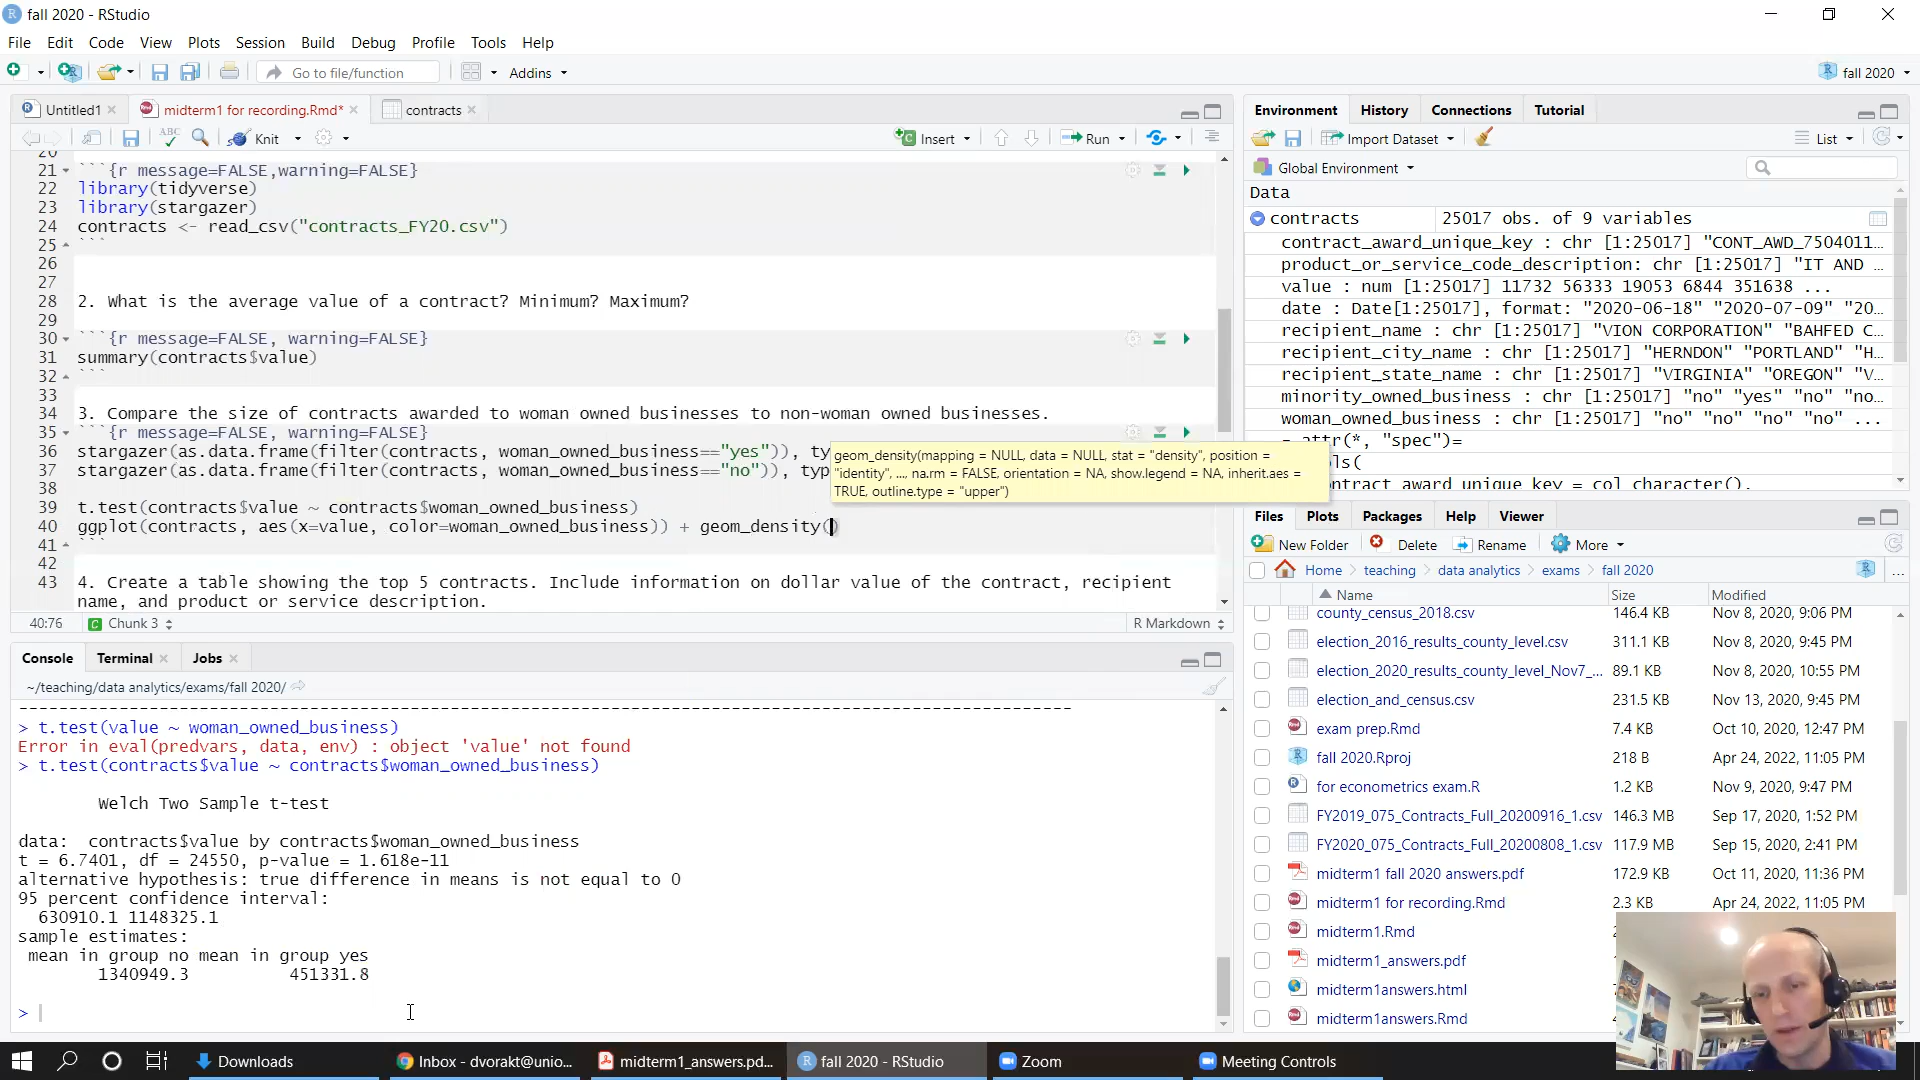 fall 2020 - RStudio
File Edit Code View Plots Session Build Debug Profile Tools Help
Go to file/function Addins fall 2020
Untitled1 midterm1 for recording.Rmd* contracts
ABC Knit Insert Run
20
21 ```{r message=FALSE,warning=FALSE}
22 library(tidyverse)
23 library(stargazer)
24 contracts <- read_csv("contracts_FY20.csv")
25 ```
26
27
28 2. What is the average value of a contract? Minimum? Maximum?
29
30 ```{r message=FALSE, warning=FALSE}
31 summary(contracts$value)
32 ```
33
34 3. Compare the size of contracts awarded to woman owned businesses to non-woman owned businesses.
35 ```{r message=FALSE, warning=FALSE}
36 stargazer(as.data.frame(filter(contracts, woman_owned_business=="yes")), ty
37 stargazer(as.data.frame(filter(contracts, woman_owned_business=="no")), typ
38
39 t.test(contracts$value ~ contracts$woman_owned_business)
40 ggplot(contracts, aes(x=value, color=woman_owned_business)) + geom_density()
41 ```
42
43 4. Create a table showing the top 5 contracts. Include information on dollar value of the contract, recipient
name, and product or service description.
geom_density(mapping = NULL, data = NULL, stat = "density", position =
"identity", ..., na.rm = FALSE, orientation = NA, show.legend = NA, inherit.aes =
TRUE, outline.type = "upper")
40:76 Chunk 3 R Markdown
Console Terminal Jobs
~/teaching/data analytics/exams/fall 2020/
> t.test(value ~ woman_owned_business)
Error in eval(predvars, data, env) : object 'value' not found
> t.test(contracts$value ~ contracts$woman_owned_business)
Welch Two Sample t-test
data:  contracts$value by contracts$woman_owned_business
t = 6.7401, df = 24550, p-value = 1.618e-11
alternative hypothesis: true difference in means is not equal to 0
95 percent confidence interval:
630910.1 1148325.1
sample estimates:
mean in group no mean in group yes
1340949.3 451331.8
>
Environment History Connections Tutorial
Import Dataset List
Global Environment
Data
contracts 25017 obs. of 9 variables
contract_award_unique_key : chr [1:25017] "CONT_AWD_7504011...
product_or_service_code_description: chr [1:25017] "IT AND ...
value : num [1:25017] 11732 56333 19053 6844 351638 ...
date : Date[1:25017], format: "2020-06-18" "2020-07-09" "20...
recipient_name : chr [1:25017] "VION CORPORATION" "BAHFED C...
recipient_city_name : chr [1:25017] "HERNDON" "PORTLAND" "H...
recipient_state_name : chr [1:25017] "VIRGINIA" "OREGON" "V...
minority_owned_business : chr [1:25017] "no" "yes" "no" "no...
woman_owned_business : chr [1:25017] "no" "no" "no" "no" ...
- attr(*, "spec")=
ls(
contract_award_unique_key = col_character(),
Files Plots Packages Help Viewer
New Folder Delete Rename More
Home teaching data analytics exams fall 2020 ...
Name Size Modified
county_census_2018.csv 146.4 KB Nov 8, 2020, 9:06 PM
election_2016_results_county_level.csv 311.1 KB Nov 8, 2020, 9:45 PM
election_2020_results_county_level_Nov7_... 89.1 KB Nov 8, 2020, 10:55 PM
election_and_census.csv 231.5 KB Nov 13, 2020, 9:45 PM
exam prep.Rmd 7.4 KB Oct 10, 2020, 12:47 PM
fall 2020.Rproj 218 B Apr 24, 2022, 11:05 PM
for econometrics exam.R 1.2 KB Nov 9, 2020, 9:47 PM
FY2019_075_Contracts_Full_20200916_1.csv 146.3 MB Sep 17, 2020, 1:52 PM
FY2020_075_Contracts_Full_20200808_1.csv 117.9 MB Sep 15, 2020, 2:41 PM
midterm1 fall 2020 answers.pdf 172.9 KB Oct 11, 2020, 11:36 PM
midterm1 for recording.Rmd 2.3 KB Apr 24, 2022, 11:05 PM
midterm1.Rmd
midterm1_answers.pdf
midterm1answers.html
midterm1answers.Rmd
Downloads Inbox - dvorakt@unio... midterm1_answers.pd... fall 2020 - RStudio Zoom Meeting Controls